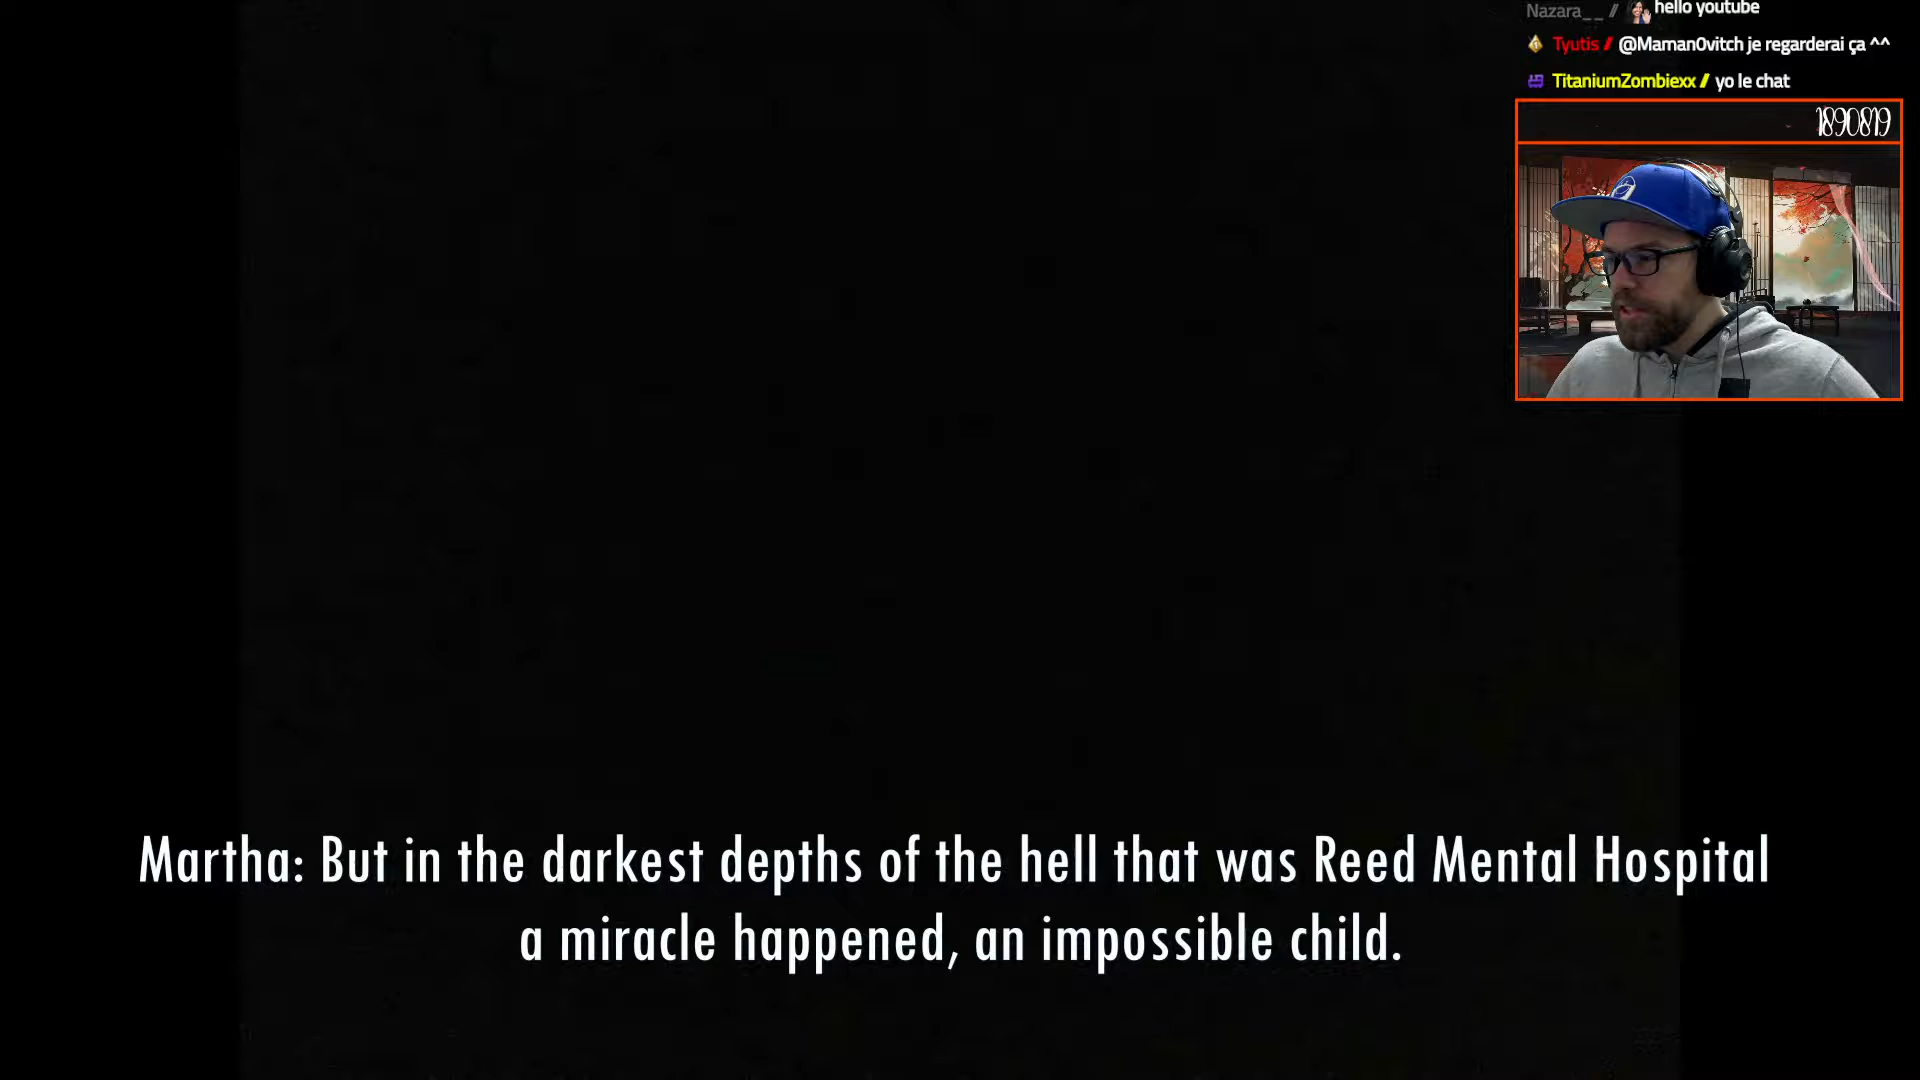 Nazara__ // hello youtube
Tyutis // @Maman0vitch je regarderai ça ^^
TitaniumZombiexx // yo le chat
1890819
Martha: But in the darkest depths of the hell that was Reed Mental Hospital
a miracle happened, an impossible child.